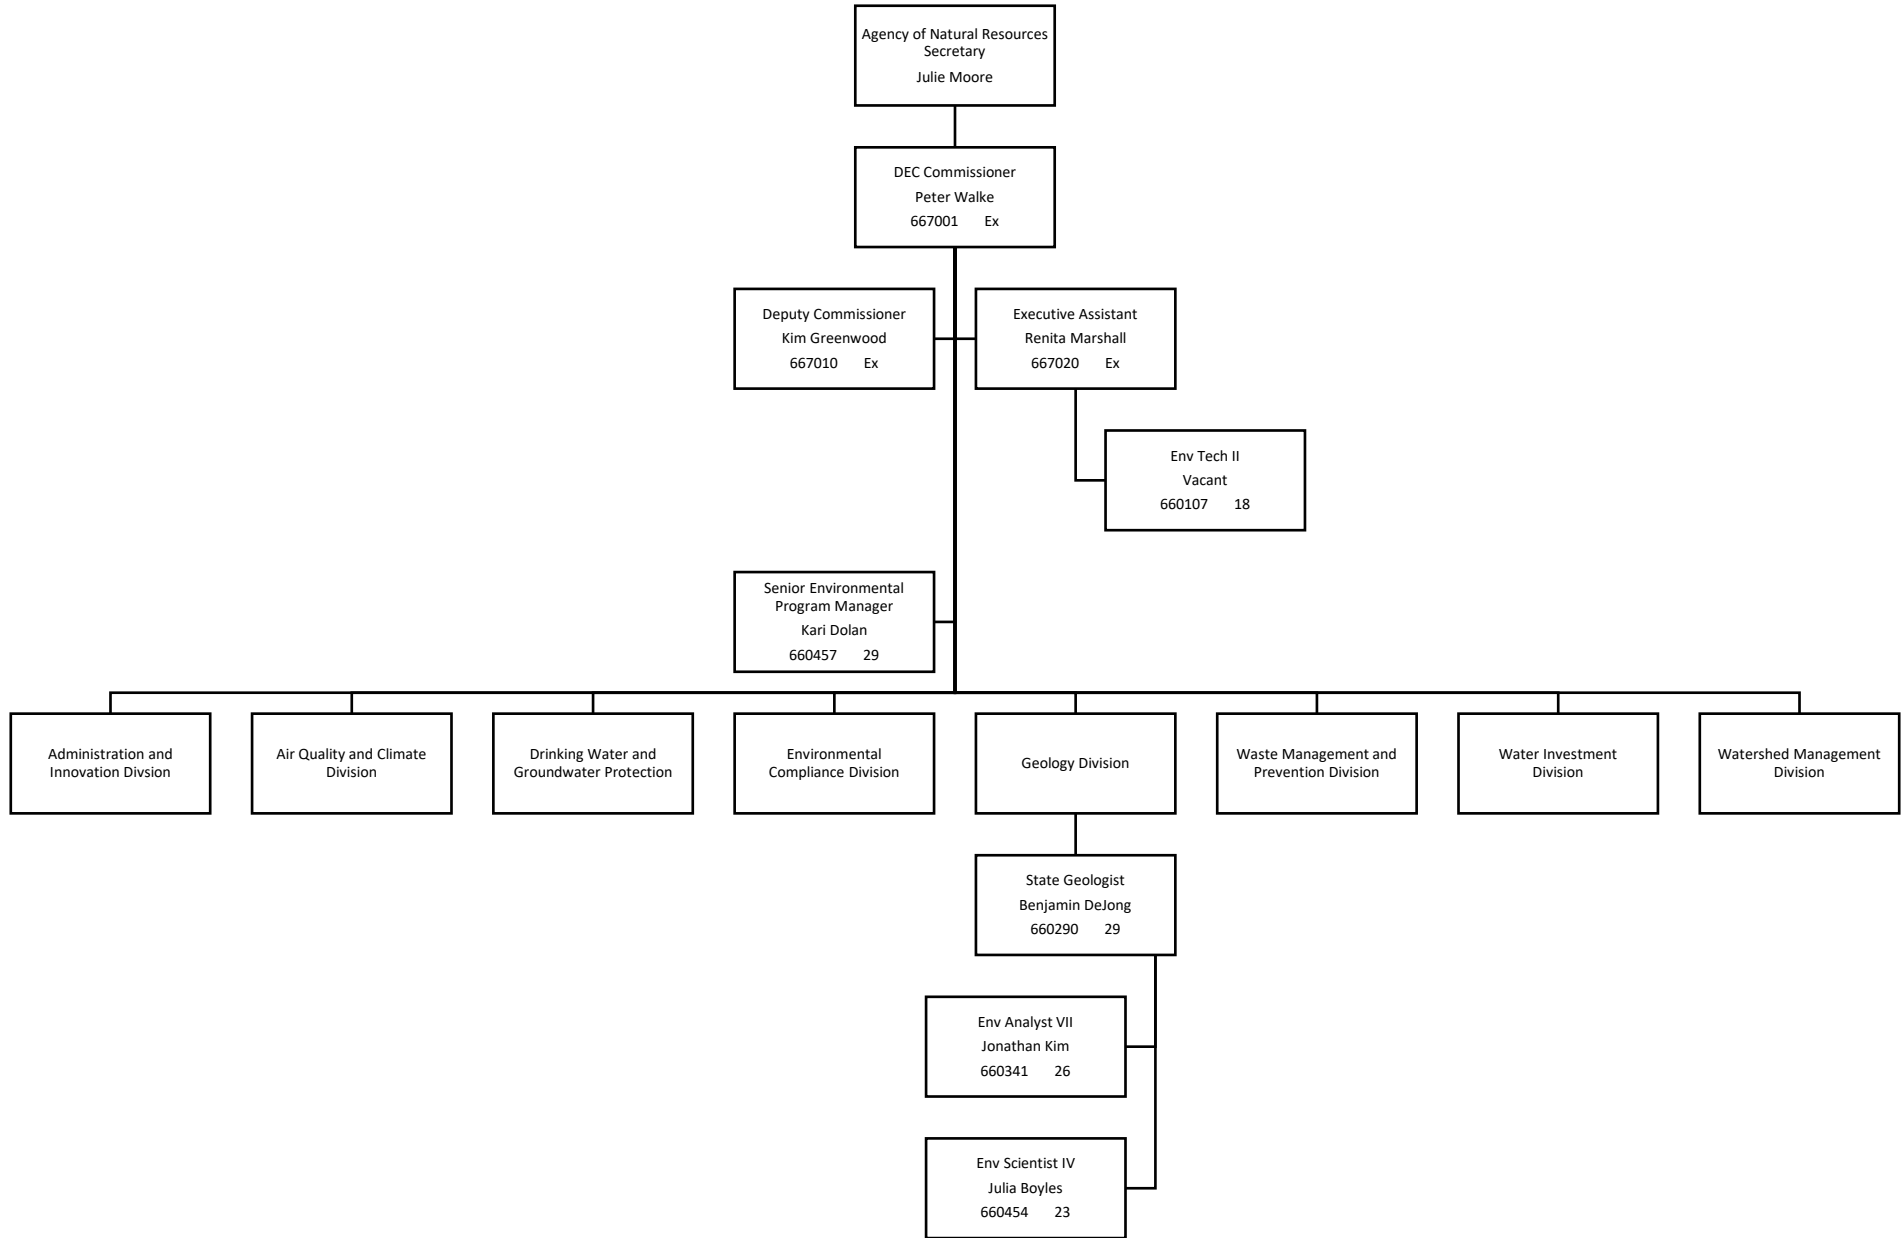 Agency of Natural Resources
Secretary
Julie Moore
DEC Commissioner
Peter Walke
667001 Ex
Deputy Commissioner
Kim Greenwood
667010 Ex
Executive Assistant
Renita Marshall
667020 Ex
Env Tech II
Vacant
660107 18
Senior Environmental
Program Manager
Kari Dolan
660457 29
Administration and
Innovation Divsion
Air Quality and Climate
Division
Drinking Water and
Groundwater Protection
Environmental
Compliance Division
Geology Division
Waste Management and
Prevention Division
Water Investment
Division
Watershed Management
Division
State Geologist
Benjamin DeJong
660290 29
Env Analyst VII
Jonathan Kim
660341 26
Env Scientist IV
Julia Boyles
660454 23